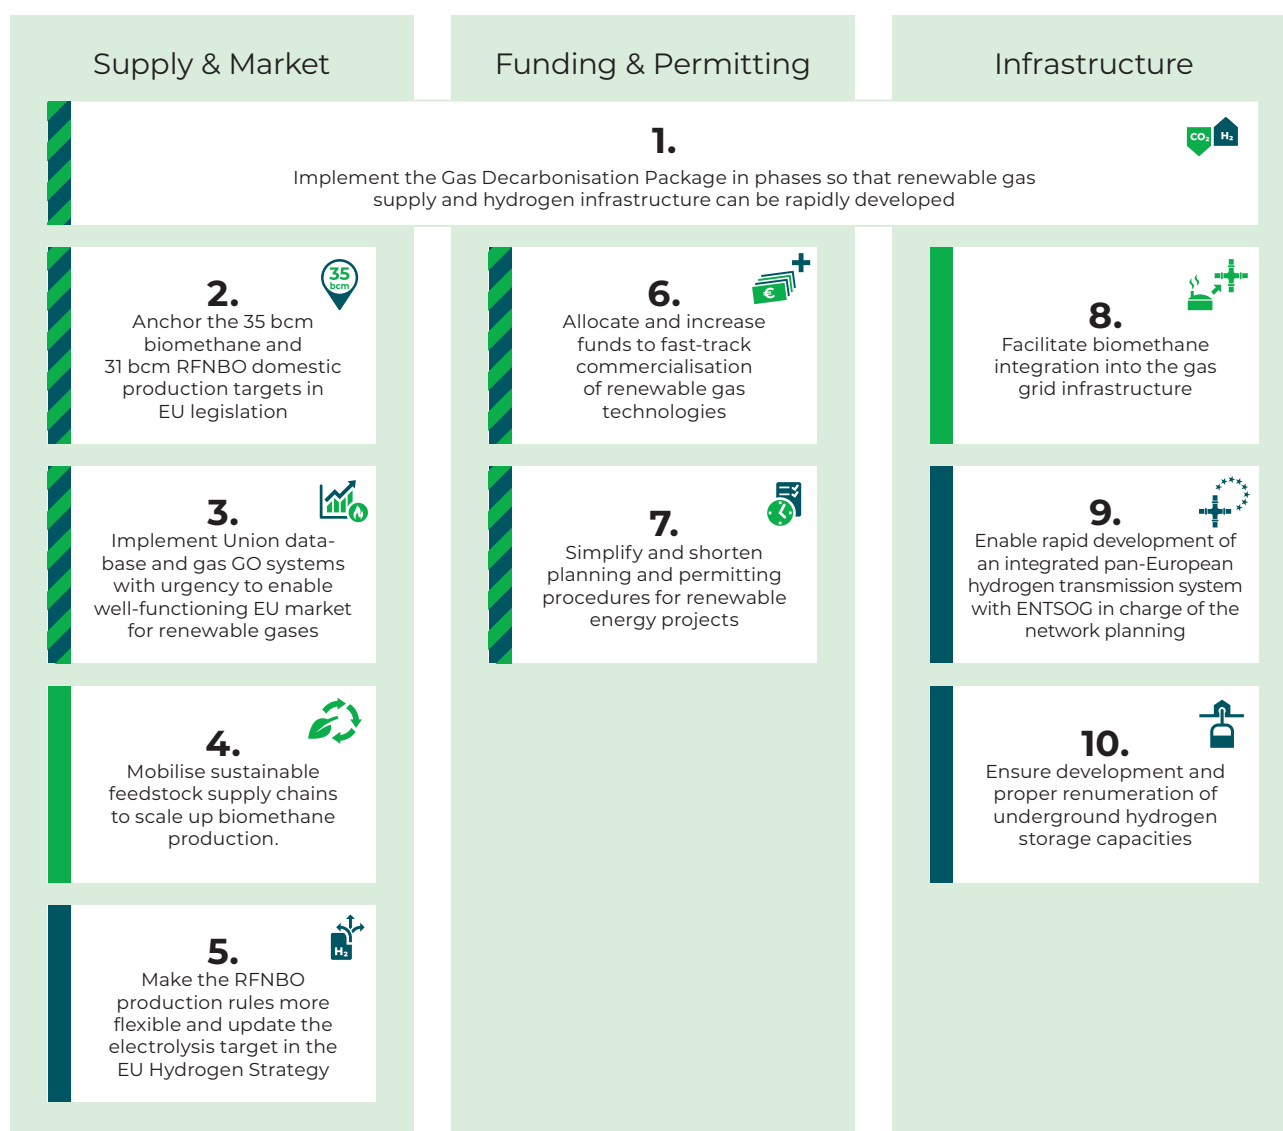 Supply & Market
Funding & Permitting
Infrastructure
1.
CO₂
H₂
Implement the Gas Decarbonisation Package in phases so that renewable gas
supply and hydrogen infrastructure can be rapidly developed
2.
35
bcm
Anchor the 35 bcm
biomethane and
31 bcm RFNBO domestic
production targets in
EU legislation
3.
Implement Union data-
base and gas GO systems
with urgency to enable
well-functioning EU market
for renewable gases
4.
Mobilise sustainable
feedstock supply chains
to scale up biomethane
production.
5.
H₂
Make the RFNBO
production rules more
flexible and update the
electrolysis target in the
EU Hydrogen Strategy
6.
€
Allocate and increase
funds to fast-track
commercialisation
of renewable gas
technologies
7.
Simplify and shorten
planning and permitting
procedures for renewable
energy projects
8.
Facilitate biomethane
integration into the gas
grid infrastructure
9.
Enable rapid development of
an integrated pan-European
hydrogen transmission system
with ENTSOG in charge of the
network planning
10.
Ensure development and
proper renumeration of
underground hydrogen
storage capacities